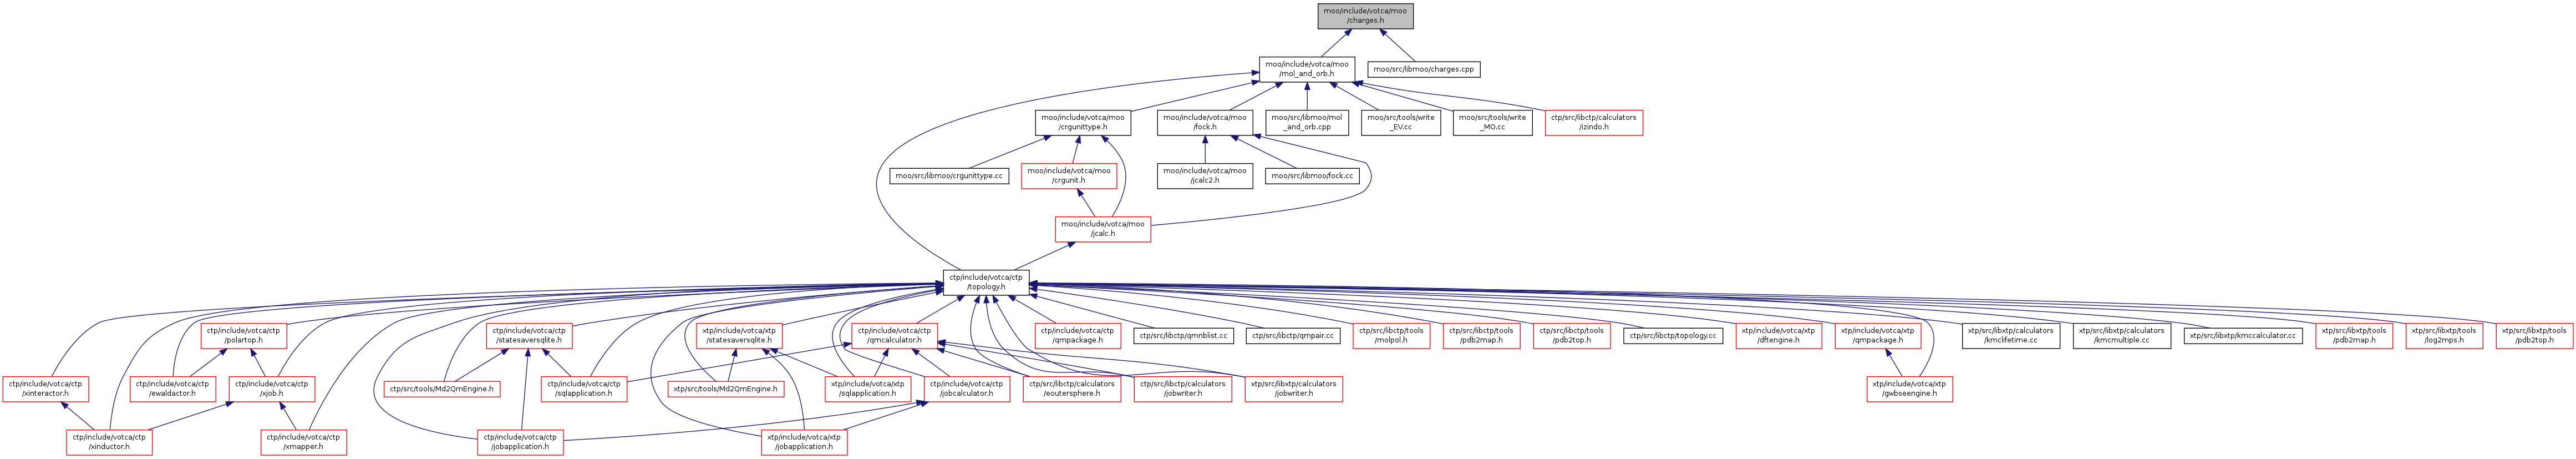 moo/include/votca/moo
/charges.h
moo/include/votca/moo
/mol_and_orb.h
moo/src/libmoo/charges.cpp
moo/include/votca/moo
/crgunittype.h
moo/include/votca/moo
/fock.h
moo/src/libmoo/mol
_and_orb.cpp
moo/src/tools/write
_EV.cc
moo/src/tools/write
_MO.cc
ctp/src/libctp/calculators
/izindo.h
moo/src/libmoo/crgunittype.cc
moo/include/votca/moo
/crgunit.h
moo/include/votca/moo
/jcalc2.h
moo/src/libmoo/fock.cc
moo/include/votca/moo
/jcalc.h
ctp/include/votca/ctp
/topology.h
ctp/include/votca/ctp
/polartop.h
ctp/include/votca/ctp
/statesaversqlite.h
xtp/include/votca/xtp
/statesaversqlite.h
ctp/include/votca/ctp
/qmcalculator.h
ctp/include/votca/ctp
/qmpackage.h
ctp/src/libctp/qmnblist.cc
ctp/src/libctp/qmpair.cc
ctp/src/libctp/tools
/molpol.h
ctp/src/libctp/tools
/pdb2map.h
ctp/src/libctp/tools
/pdb2top.h
ctp/src/libctp/topology.cc
xtp/include/votca/xtp
/dftengine.h
xtp/include/votca/xtp
/qmpackage.h
xtp/src/libxtp/calculators
/kmclifetime.cc
xtp/src/libxtp/calculators
/kmcmultiple.cc
xtp/src/libxtp/kmccalculator.cc
xtp/src/libxtp/tools
/pdb2map.h
xtp/src/libxtp/tools
/log2mps.h
xtp/src/libxtp/tools
/pdb2top.h
ctp/include/votca/ctp
/xinteractor.h
ctp/include/votca/ctp
/ewaldactor.h
ctp/include/votca/ctp
/xjob.h
ctp/src/tools/Md2QmEngine.h
ctp/include/votca/ctp
/sqlapplication.h
xtp/src/tools/Md2QmEngine.h
xtp/include/votca/xtp
/sqlapplication.h
ctp/include/votca/ctp
/jobcalculator.h
ctp/src/libctp/calculators
/eoutersphere.h
ctp/src/libctp/calculators
/jobwriter.h
xtp/src/libxtp/calculators
/jobwriter.h
xtp/include/votca/xtp
/gwbseengine.h
ctp/include/votca/ctp
/xinductor.h
ctp/include/votca/ctp
/xmapper.h
ctp/include/votca/ctp
/jobapplication.h
xtp/include/votca/xtp
/jobapplication.h